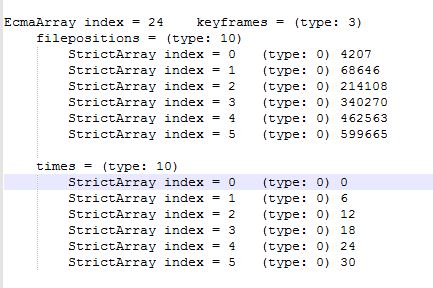 EcmaArray index = 24    keyframes = (type: 3)
    filepositions = (type: 10)
        StrictArray index = 0   (type: 0) 4207
        StrictArray index = 1   (type: 0) 68646
        StrictArray index = 2   (type: 0) 214108
        StrictArray index = 3   (type: 0) 340270
        StrictArray index = 4   (type: 0) 462563
        StrictArray index = 5   (type: 0) 599665
    times = (type: 10)
        StrictArray index = 0   (type: 0) 0
        StrictArray index = 1   (type: 0) 6
        StrictArray index = 2   (type: 0) 12
        StrictArray index = 3   (type: 0) 18
        StrictArray index = 4   (type: 0) 24
        StrictArray index = 5   (type: 0) 30